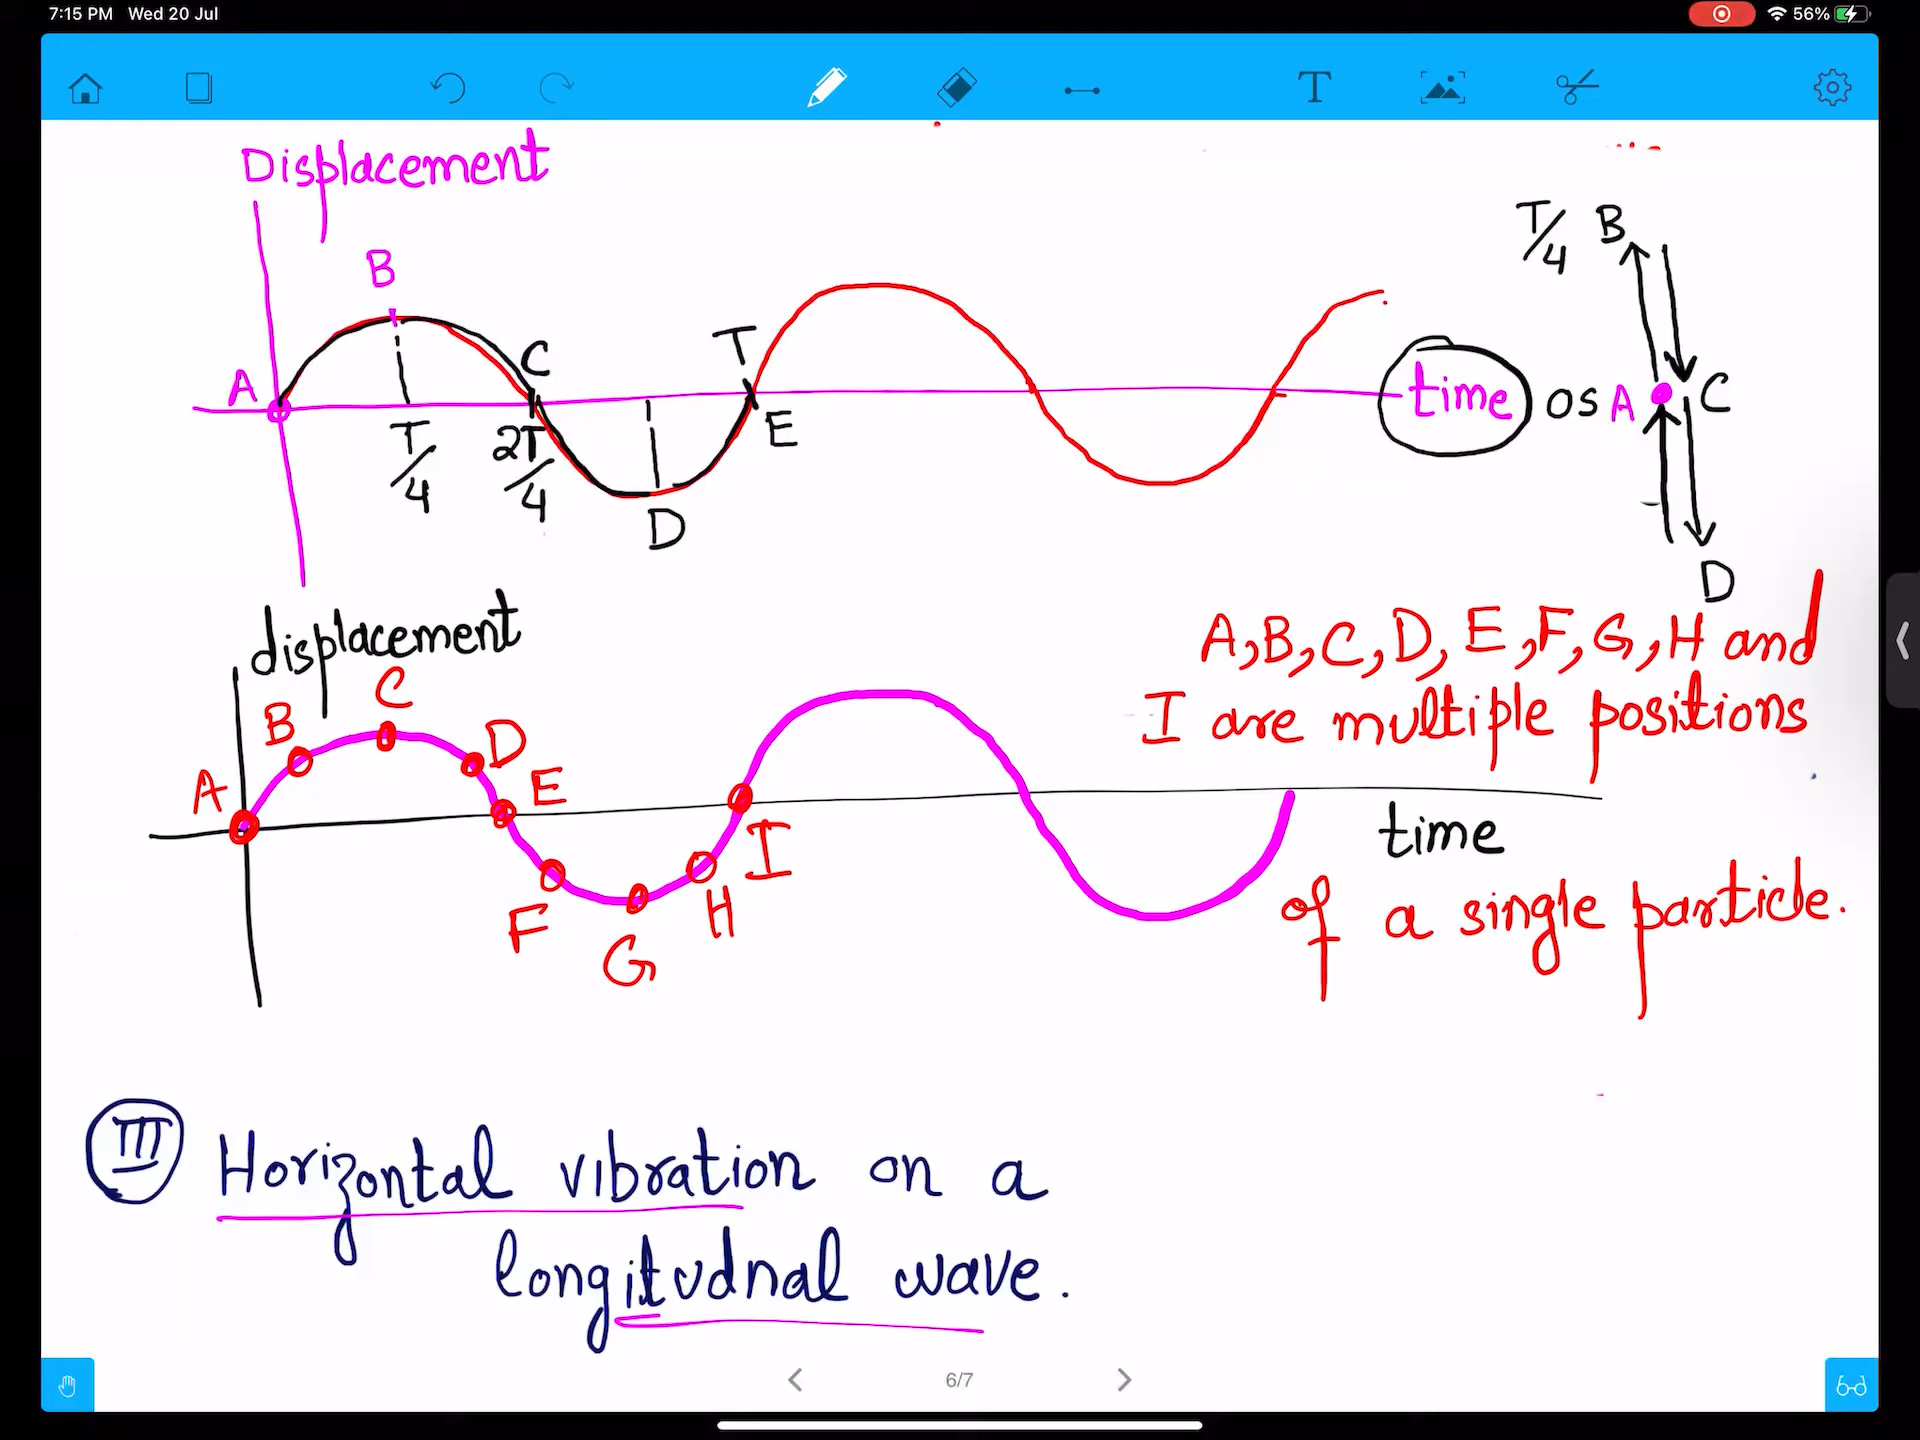 7:15 PM Wed 20 Jul
56%
T
Displacement
T/4 B
B
C
T
A
time
os A
C
T/4
2T/4
E
D
D
displacement
A, B, C, D, E, F, G, H and
I are multiple positions
C
B
D
A
E
time
I
F
H
G
of a single particle.
III
Horizontal vibration on a
longitudnal wave.
6/7